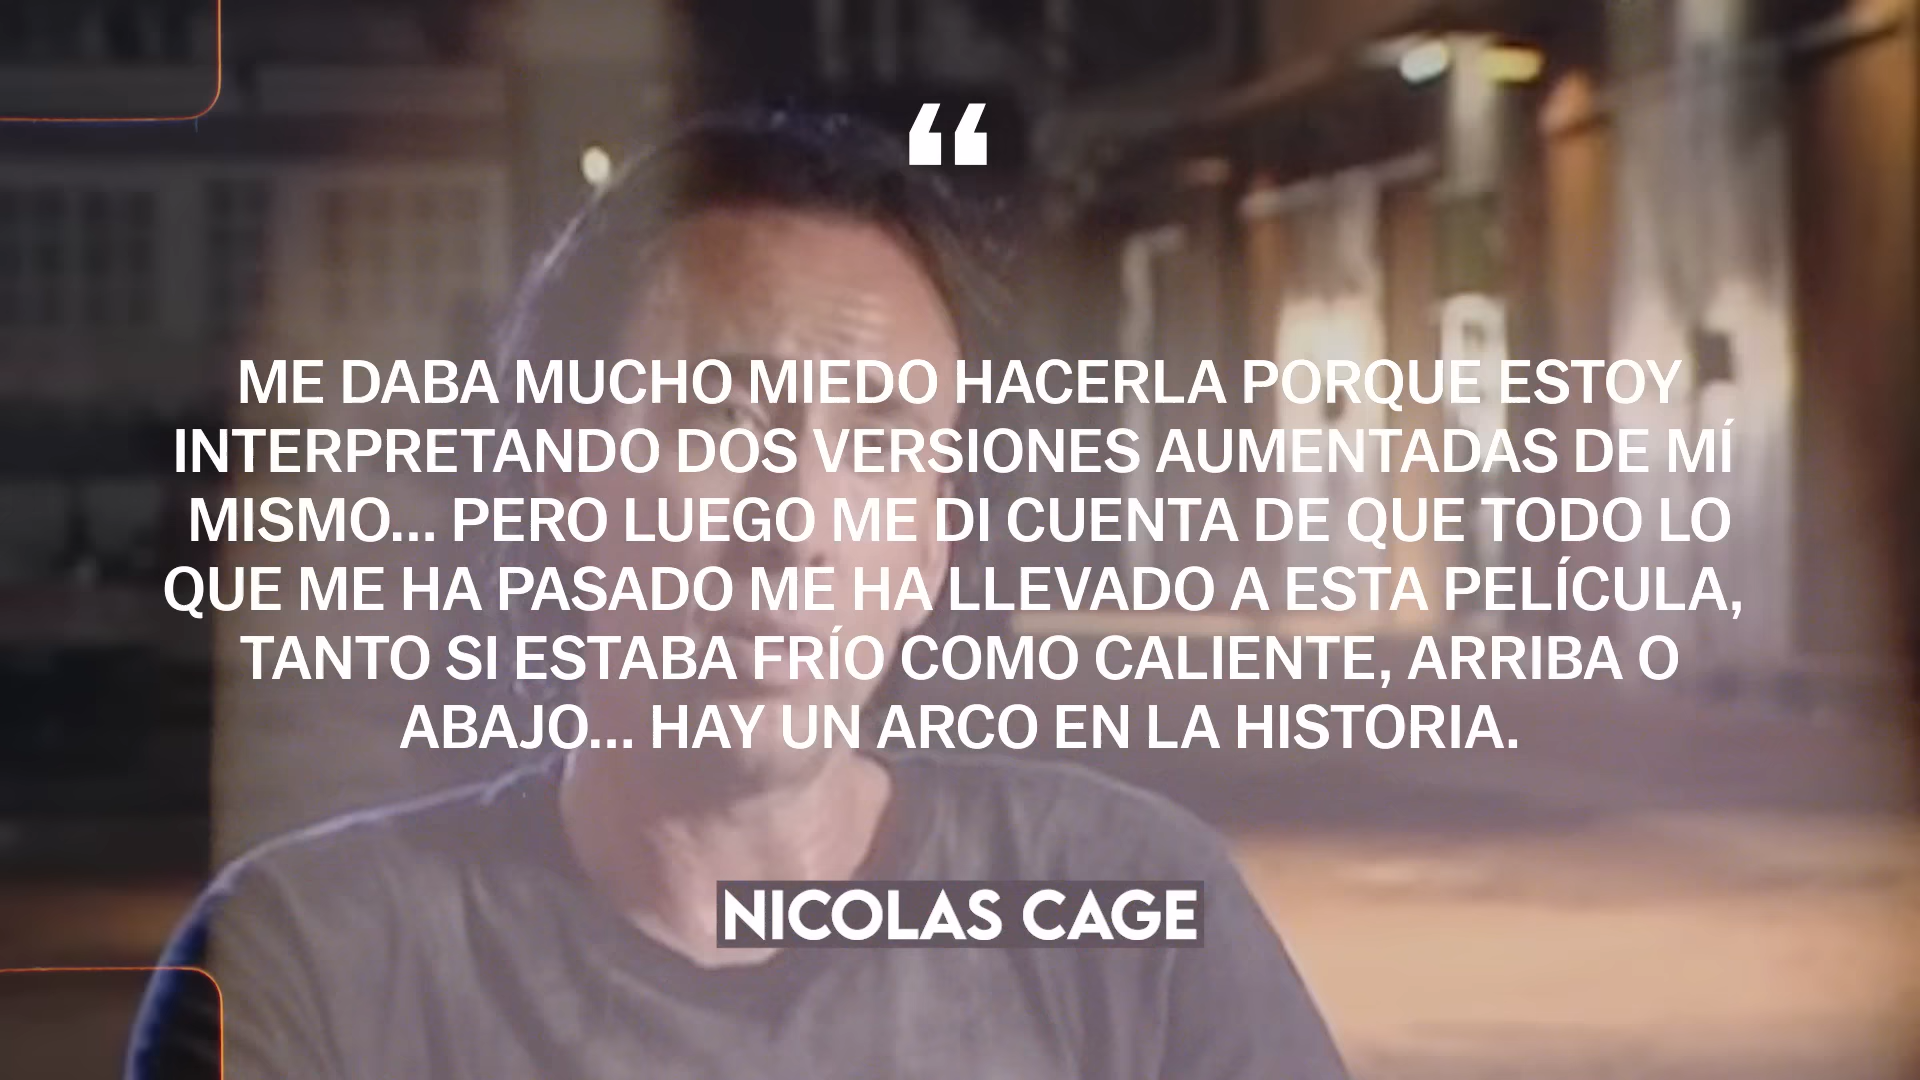 “
ME DABA MUCHO MIEDO HACERLA PORQUE ESTOY
INTERPRETANDO DOS VERSIONES AUMENTADAS DE MÍ
MISMO... PERO LUEGO ME DI CUENTA DE QUE TODO LO
QUE ME HA PASADO ME HA LLEVADO A ESTA PELÍCULA,
TANTO SI ESTABA FRÍO COMO CALIENTE, ARRIBA O
ABAJO... HAY UN ARCO EN LA HISTORIA.
NICOLAS CAGE